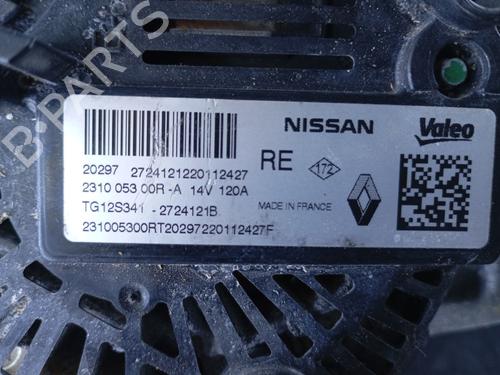 B-PARTS
NISSAN Valeo
20297 2724121220112427
RE 172
2310 053 00R-A 14V 120A
TG12S341 - 2724121B
MADE IN FRANCE
231005300RT20297220112427F